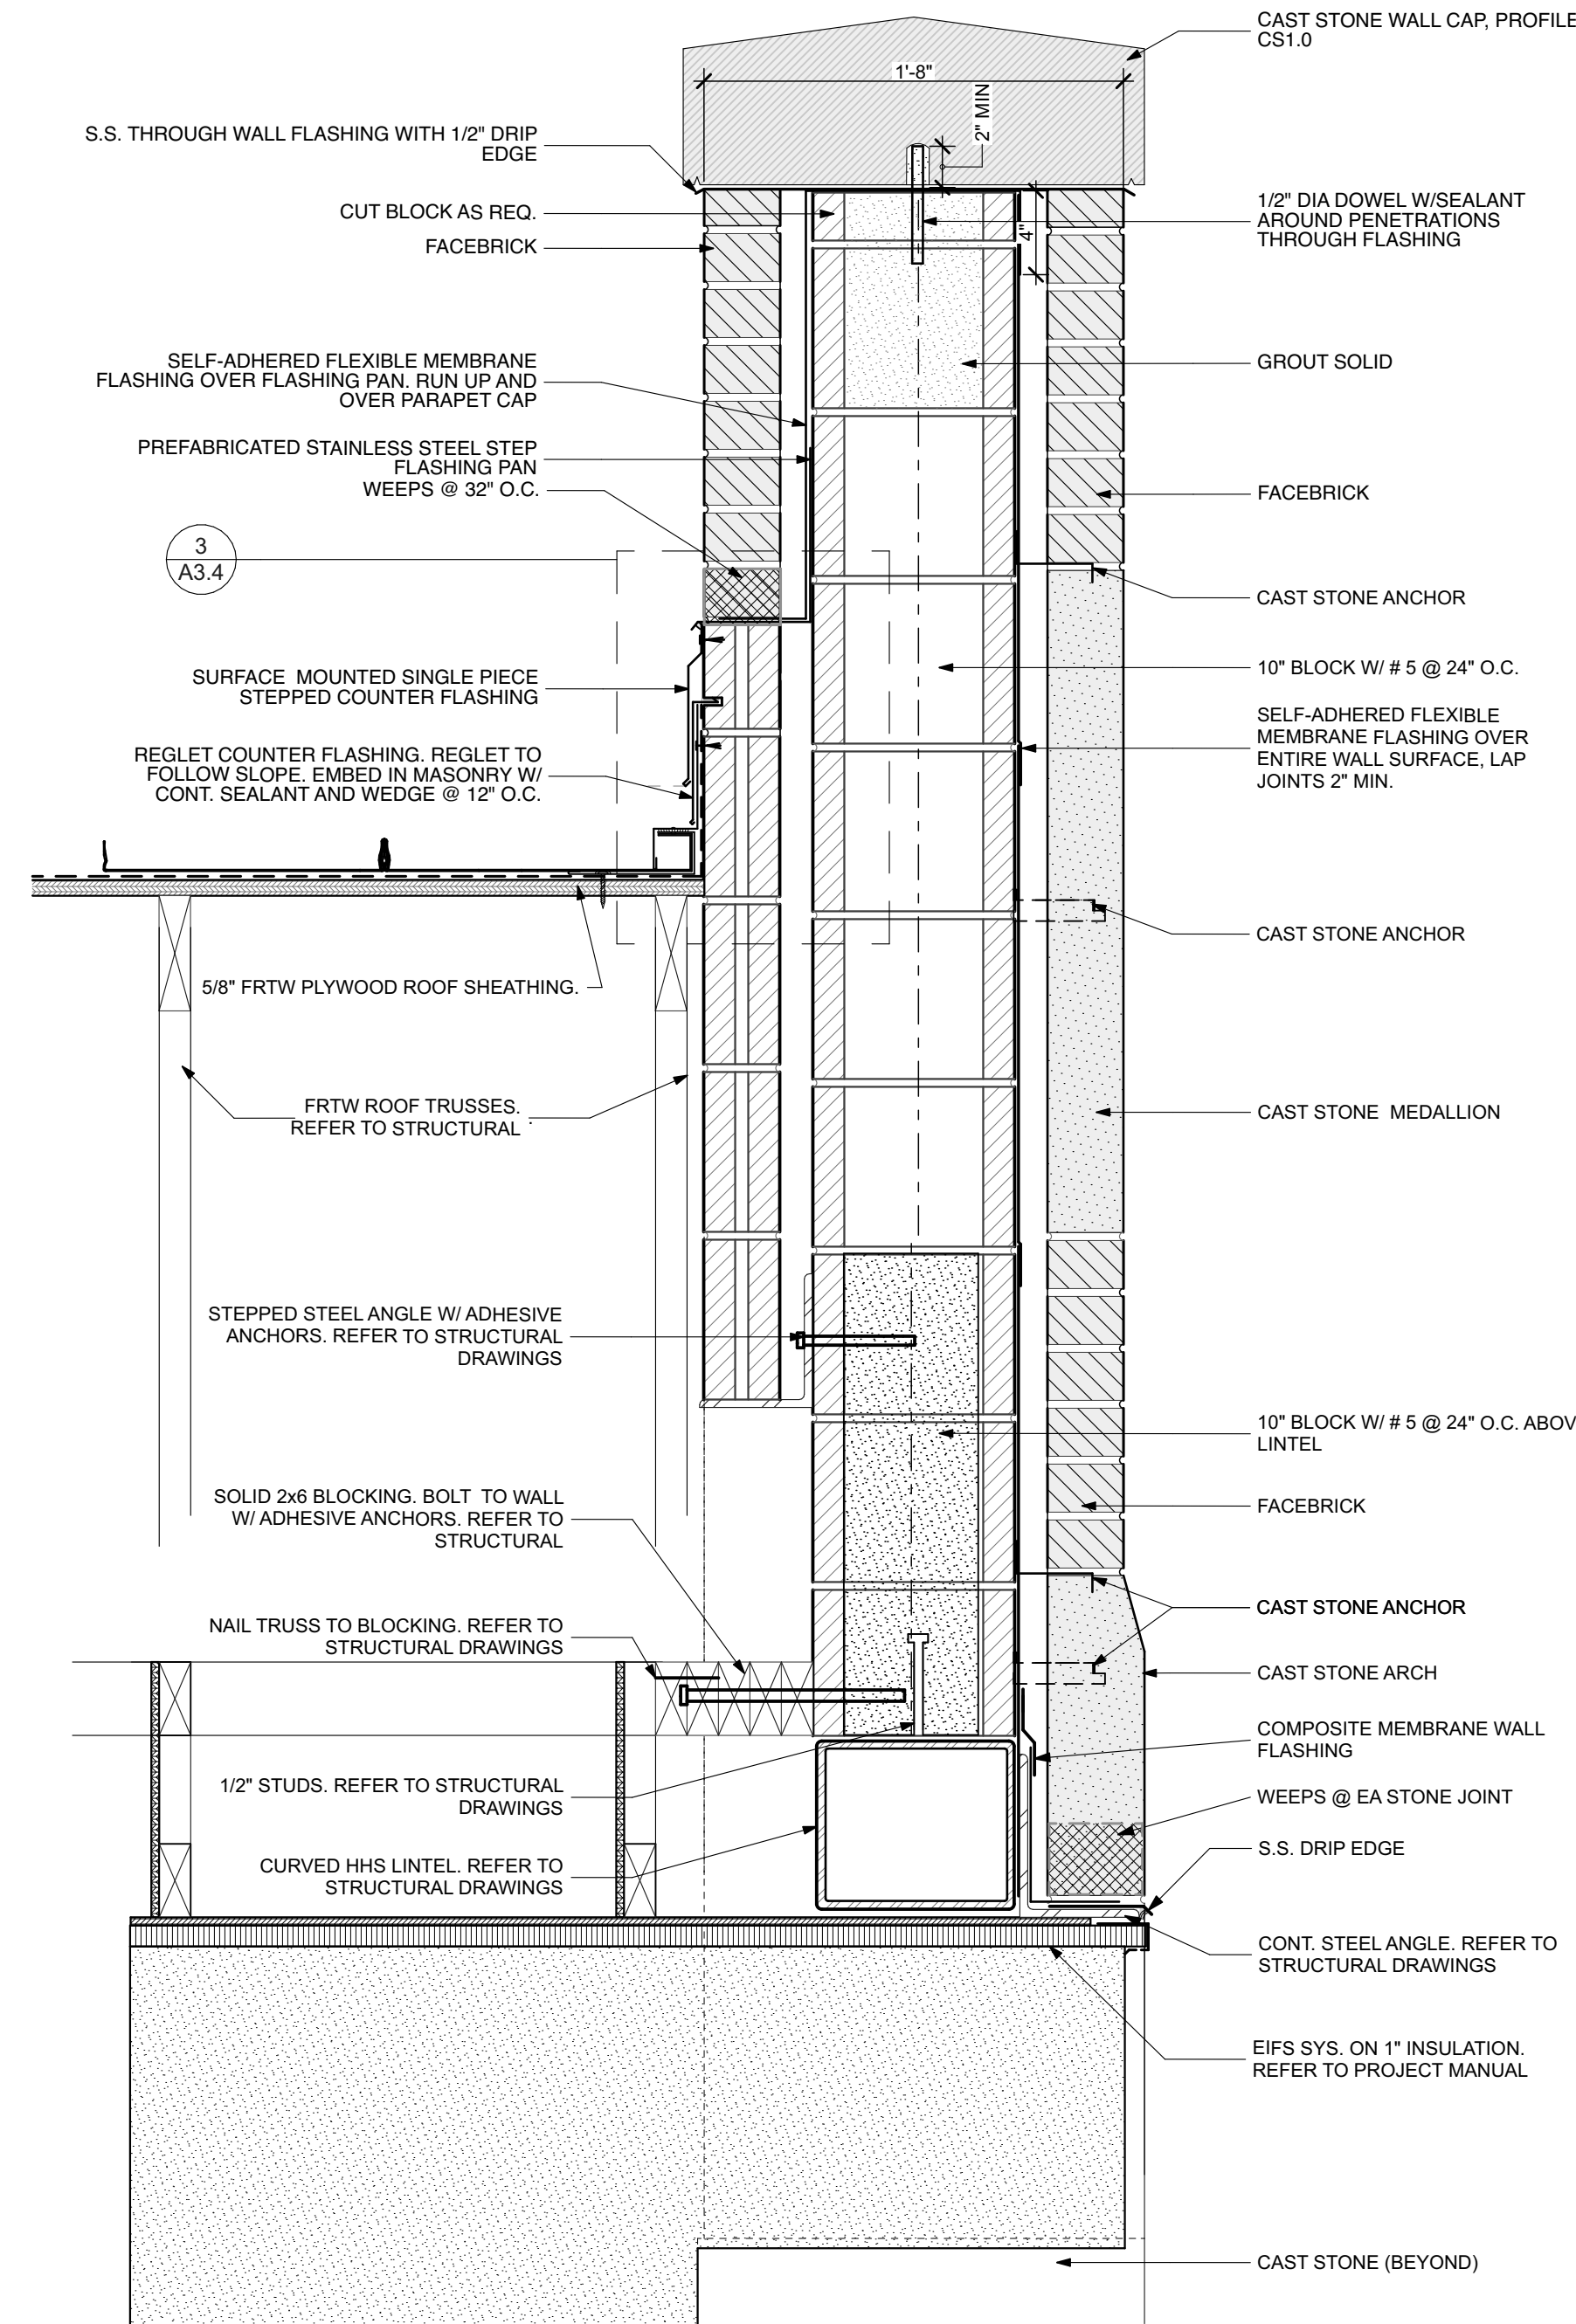 CAST STONE WALL CAP, PROFILE
CS1.0
1'-8"
2" MIN
S.S. THROUGH WALL FLASHING WITH 1/2" DRIP
EDGE
CUT BLOCK AS REQ.
FACEBRICK
1/2" DIA DOWEL W/SEALANT
AROUND PENETRATIONS
THROUGH FLASHING
4"
SELF-ADHERED FLEXIBLE MEMBRANE
FLASHING OVER FLASHING PAN. RUN UP AND
OVER PARAPET CAP
GROUT SOLID
PREFABRICATED STAINLESS STEEL STEP
FLASHING PAN
WEEPS @ 32" O.C.
FACEBRICK
3
A3.4
CAST STONE ANCHOR
SURFACE MOUNTED SINGLE PIECE
STEPPED COUNTER FLASHING
10" BLOCK W/ # 5 @ 24" O.C.
REGLET COUNTER FLASHING. REGLET TO
FOLLOW SLOPE. EMBED IN MASONRY W/
CONT. SEALANT AND WEDGE @ 12" O.C.
SELF-ADHERED FLEXIBLE
MEMBRANE FLASHING OVER
ENTIRE WALL SURFACE, LAP
JOINTS 2" MIN.
CAST STONE ANCHOR
5/8" FRTW PLYWOOD ROOF SHEATHING.
FRTW ROOF TRUSSES.
REFER TO STRUCTURAL
CAST STONE MEDALLION
STEPPED STEEL ANGLE W/ ADHESIVE
ANCHORS. REFER TO STRUCTURAL
DRAWINGS
10" BLOCK W/ # 5 @ 24" O.C. ABOV
LINTEL
SOLID 2x6 BLOCKING. BOLT TO WALL
W/ ADHESIVE ANCHORS. REFER TO
STRUCTURAL
FACEBRICK
NAIL TRUSS TO BLOCKING. REFER TO
STRUCTURAL DRAWINGS
CAST STONE ANCHOR
CAST STONE ARCH
COMPOSITE MEMBRANE WALL
FLASHING
1/2" STUDS. REFER TO STRUCTURAL
DRAWINGS
WEEPS @ EA STONE JOINT
S.S. DRIP EDGE
CURVED HHS LINTEL. REFER TO
STRUCTURAL DRAWINGS
CONT. STEEL ANGLE. REFER TO
STRUCTURAL DRAWINGS
EIFS SYS. ON 1" INSULATION.
REFER TO PROJECT MANUAL
CAST STONE (BEYOND)